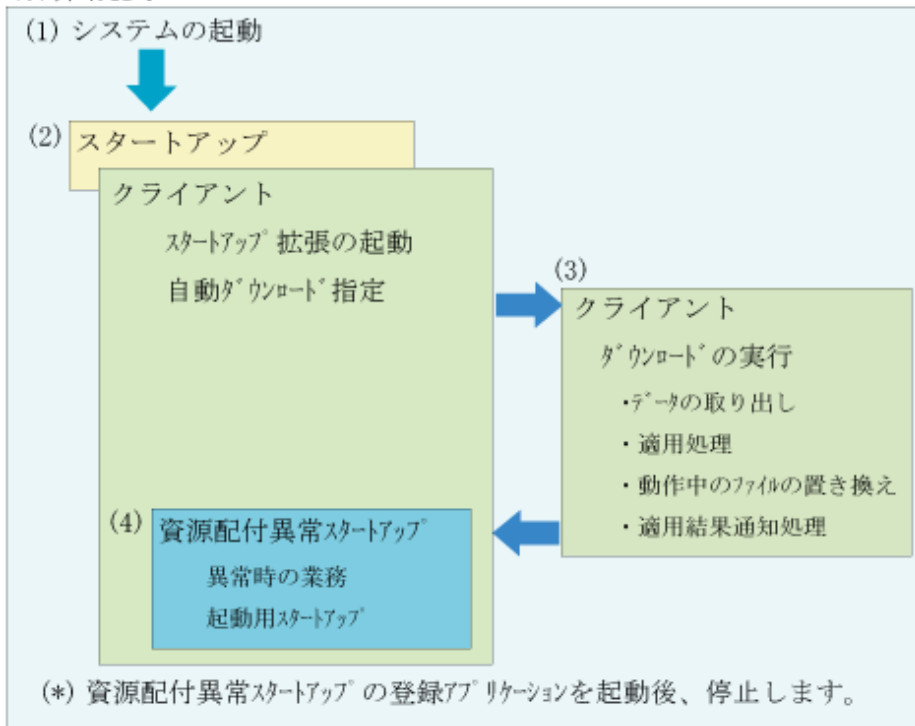 (1) システムの起動
(2) スタートアップ
クライアント
ｽﾀｰﾄｱｯﾌﾟ拡張の起動
自動ﾀﾞｳﾝﾛｰﾄﾞ指定
(3)
クライアント
ﾀﾞｳﾝﾛｰﾄﾞの実行
・ﾃﾞｰﾀの取り出し
・適用処理
・動作中のﾌｧｲﾙの置き換え
・適用結果通知処理
(4) 資源配付異常ｽﾀｰﾄｱｯﾌﾟ
異常時の業務
起動用ｽﾀｰﾄｱｯﾌﾟ
(*) 資源配付異常ｽﾀｰﾄｱｯﾌﾟの登録ｱﾌﾟﾘｹｰｼｮﾝを起動後、停止します。